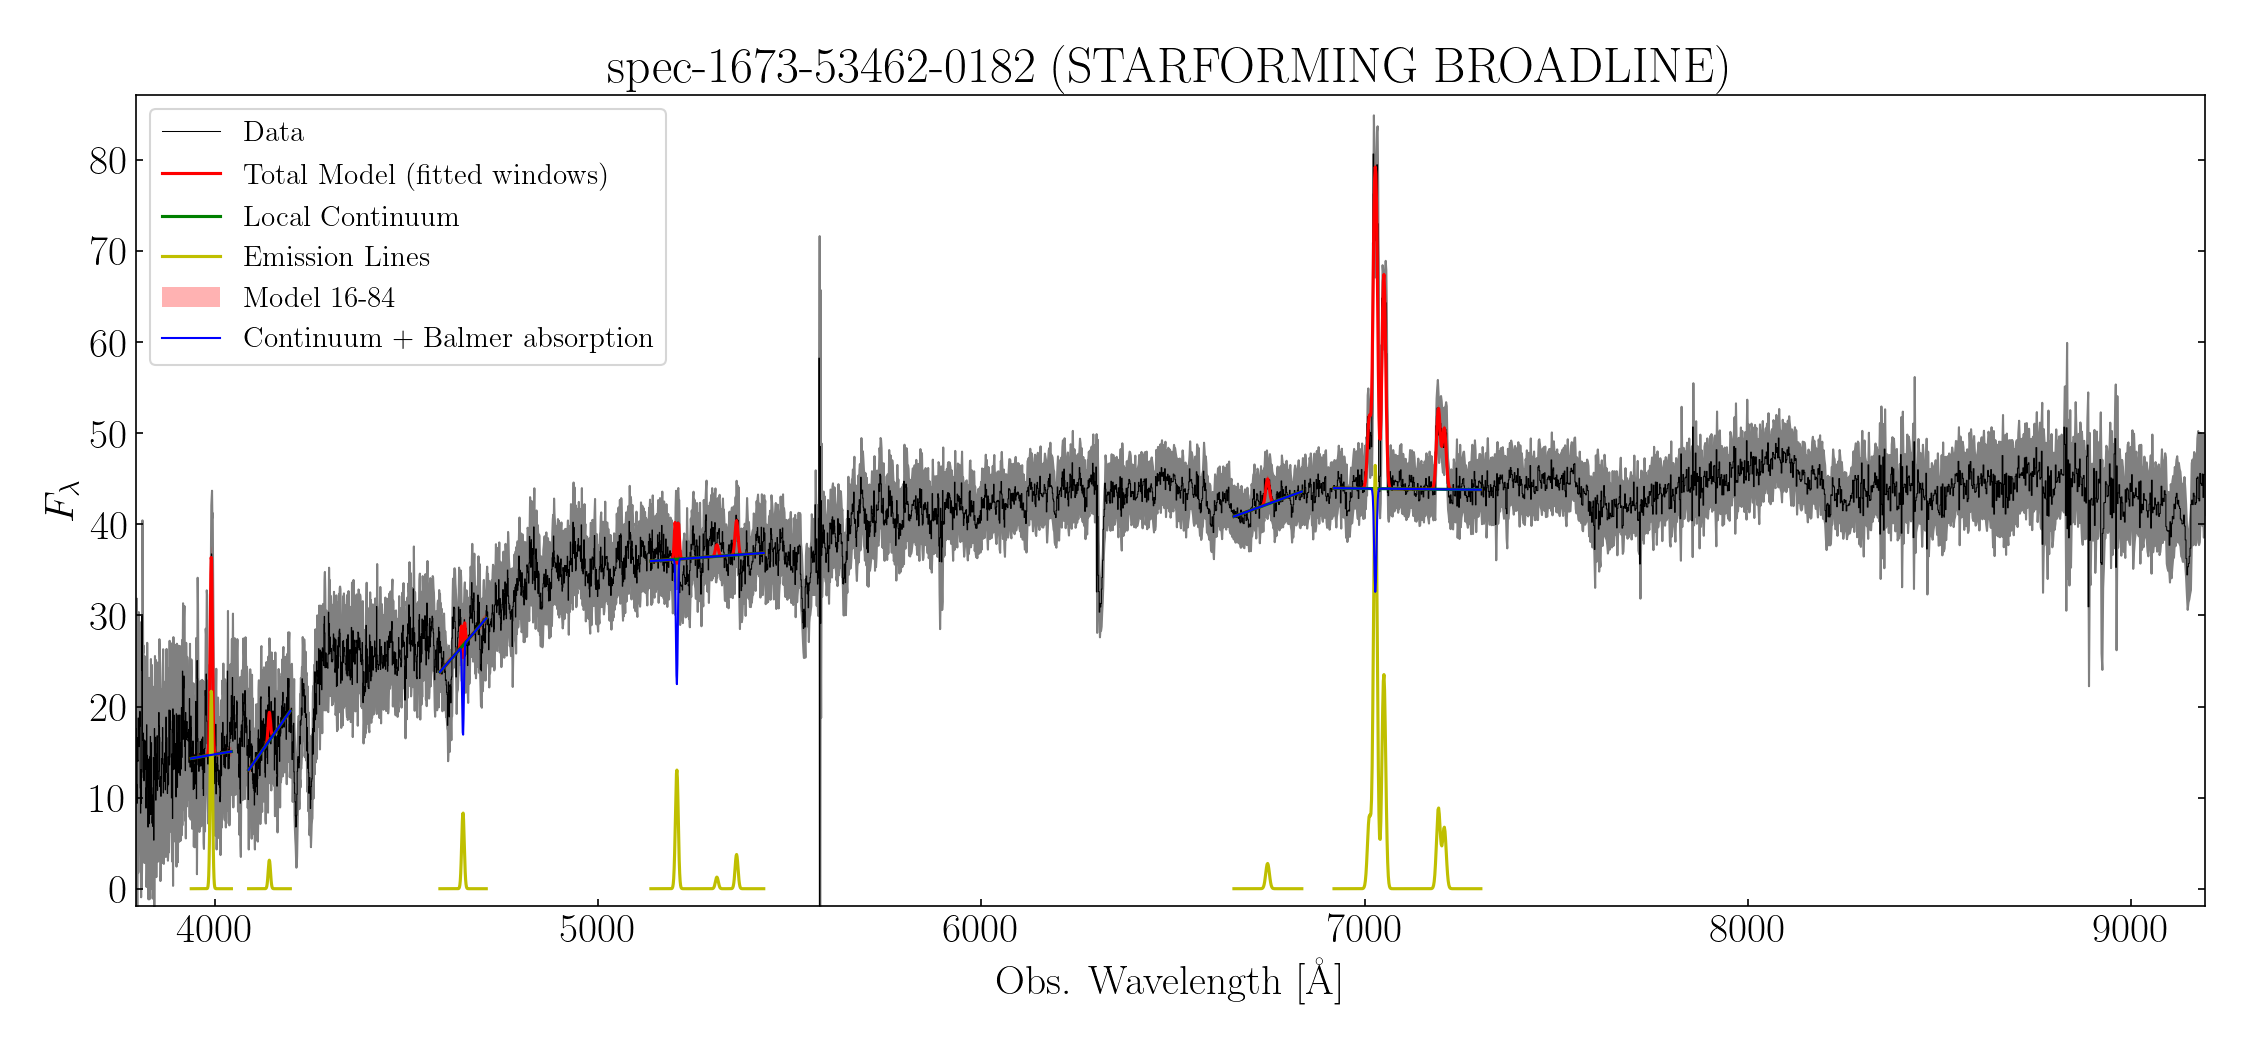 spec-1673-53462-0182 (STARFORMING BROADLINE)
Data
Total Model (fitted windows)
Local Continuum
Emission Lines
Model 16-84
Continuum + Balmer absorption
80
70
60
50
40
30
20
10
0
Fλ
4000 5000 6000 7000 8000 9000
Obs. Wavelength [Å]